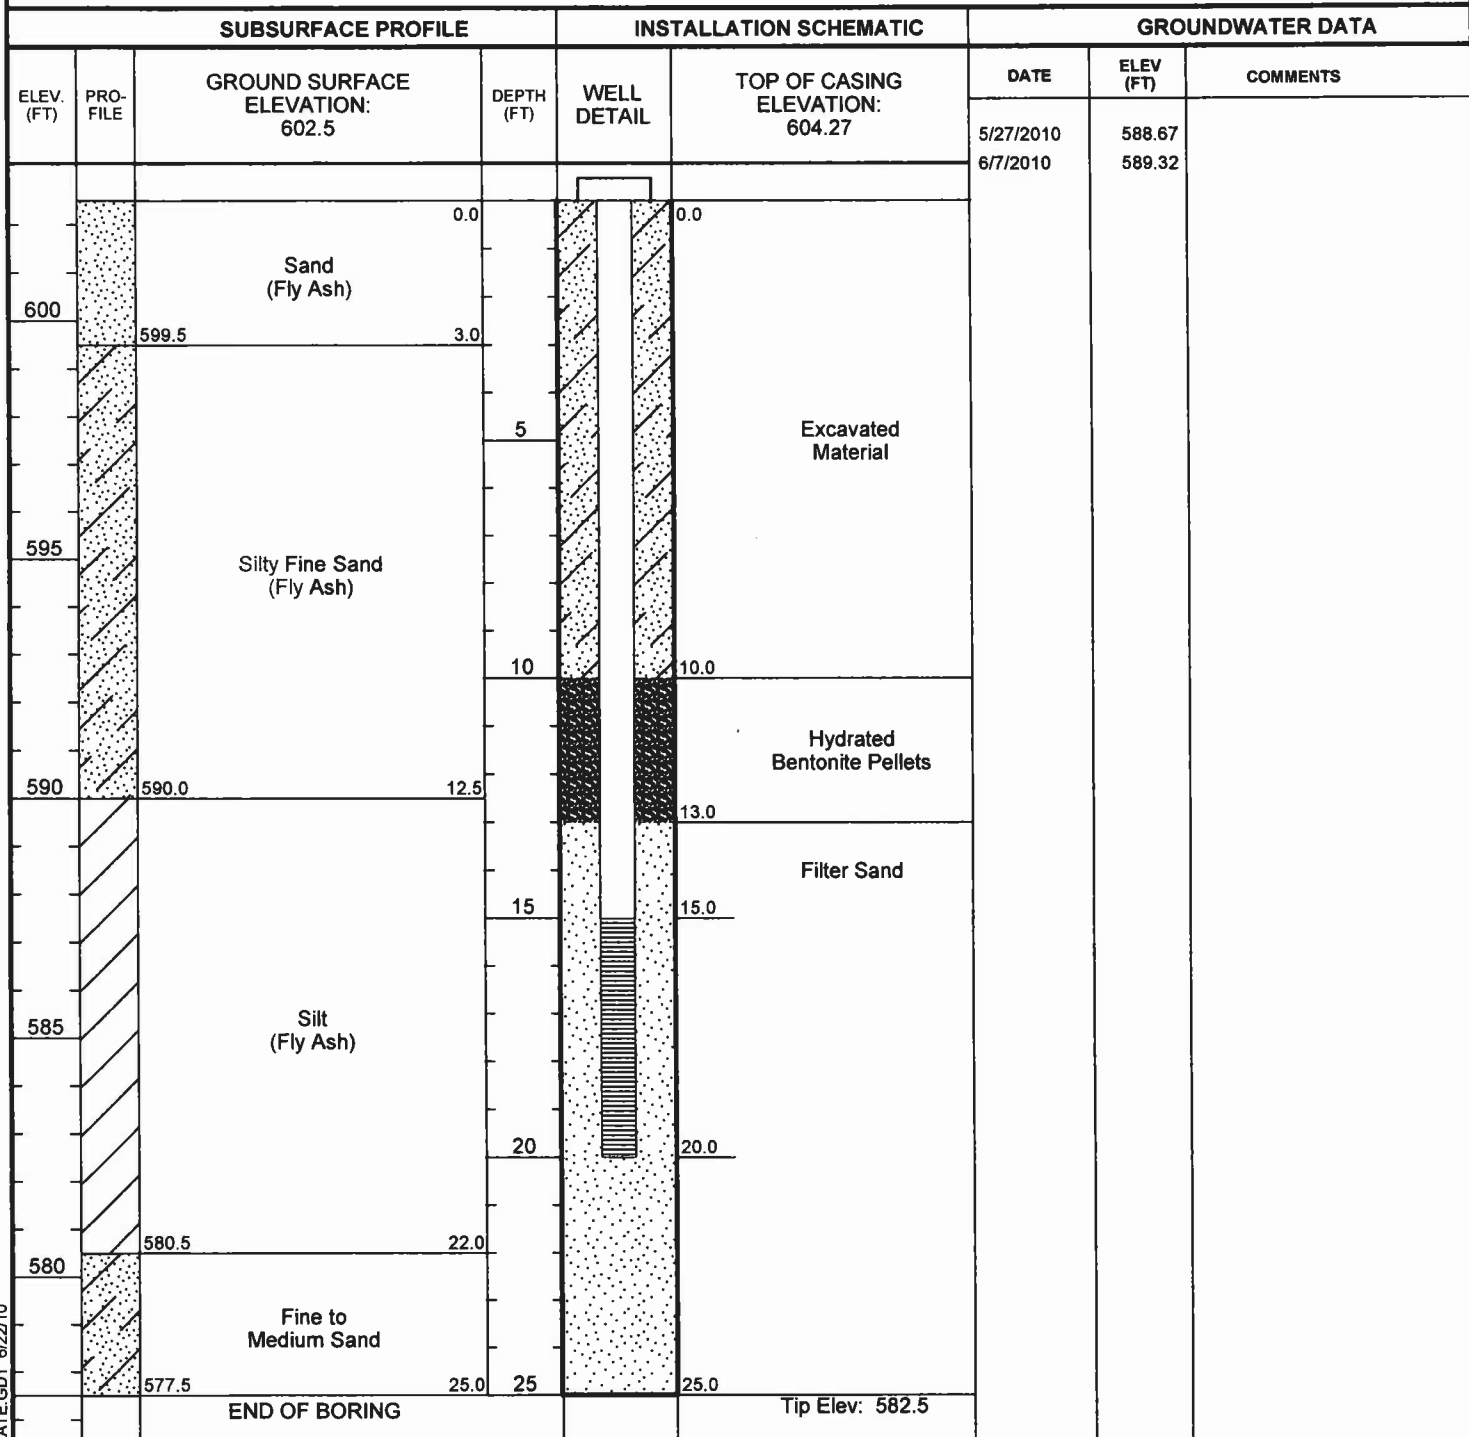 SUBSURFACE PROFILE
INSTALLATION SCHEMATIC
GROUNDWATER DATA
ELEV.
(FT)
PRO-
FILE
GROUND SURFACE
ELEVATION:
602.5
DEPTH
(FT)
WELL
DETAIL
TOP OF CASING
ELEVATION:
604.27
DATE
ELEV
(FT)
COMMENTS
5/27/2010 588.67
6/7/2010 589.32
0.0
0.0
Sand
(Fly Ash)
600
599.5 3.0
5
Excavated
Material
595
Silty Fine Sand
(Fly Ash)
10
10.0
Hydrated
Bentonite Pellets
590
590.0 12.5
13.0
Filter Sand
15
15.0
585
Silt
(Fly Ash)
20
20.0
580.5 22.0
580
Fine to
Medium Sand
577.5 25.0
25
25.0
END OF BORING
Tip Elev: 582.5
ATE.GDT 6/22/10